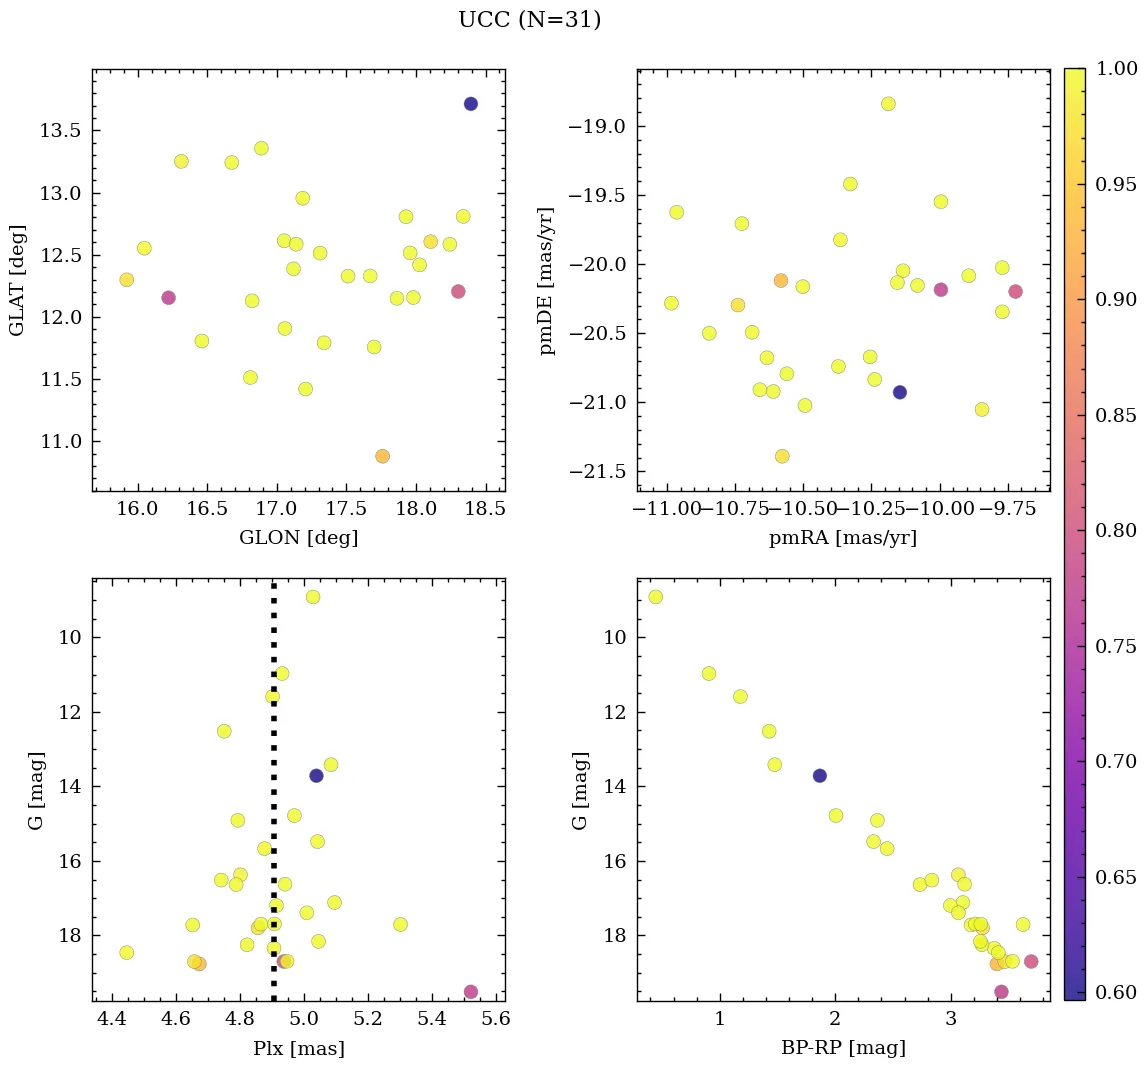 UCC (N=31)
13.5
13.0
12.5
12.0
11.5
11.0
GLAT [deg]
16.0 16.5 17.0 17.5 18.0 18.5
GLON [deg]
−19.0
−19.5
−20.0
−20.5
−21.0
−21.5
pmDE [mas/yr]
−11.00 −10.75 −10.50 −10.25 −10.00 −9.75
pmRA [mas/yr]
10
12
14
16
18
G [mag]
4.4 4.6 4.8 5.0 5.2 5.4 5.6
Plx [mas]
10
12
14
16
18
G [mag]
1 2 3
BP-RP [mag]
1.00
0.95
0.90
0.85
0.80
0.75
0.70
0.65
0.60